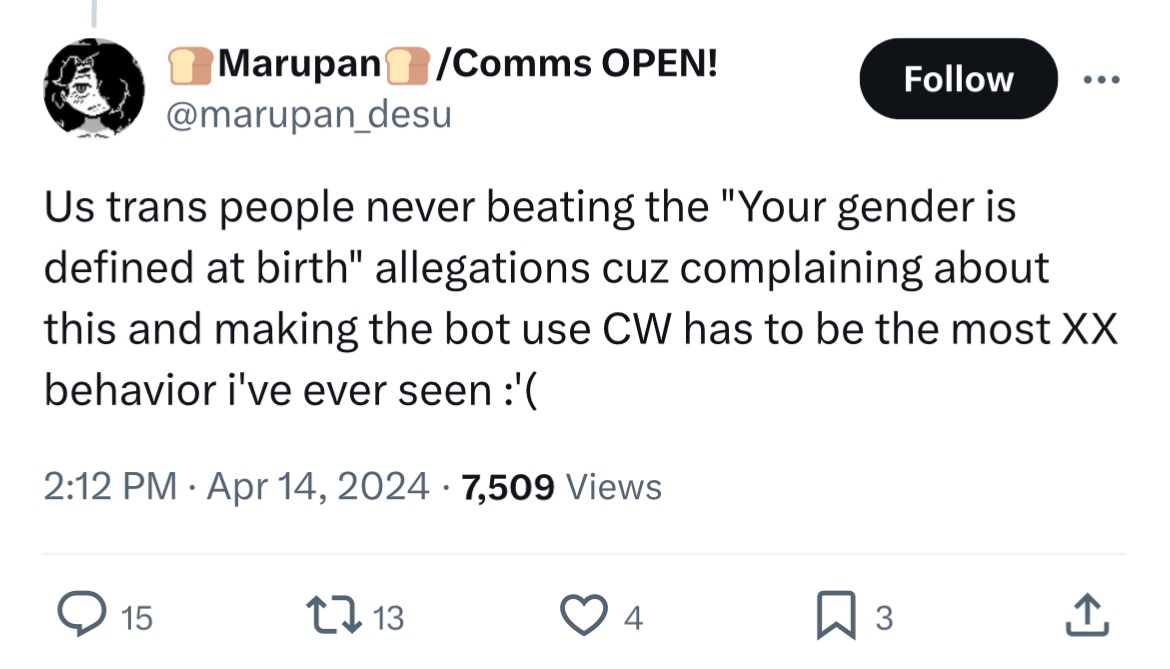 🍞Marupan🍞/Comms OPEN!
@marupan_desu
Follow
Us trans people never beating the "Your gender is
defined at birth" allegations cuz complaining about
this and making the bot use CW has to be the most XX
behavior i've ever seen :'(
2:12 PM · Apr 14, 2024 · 7,509 Views
15 13 4 3